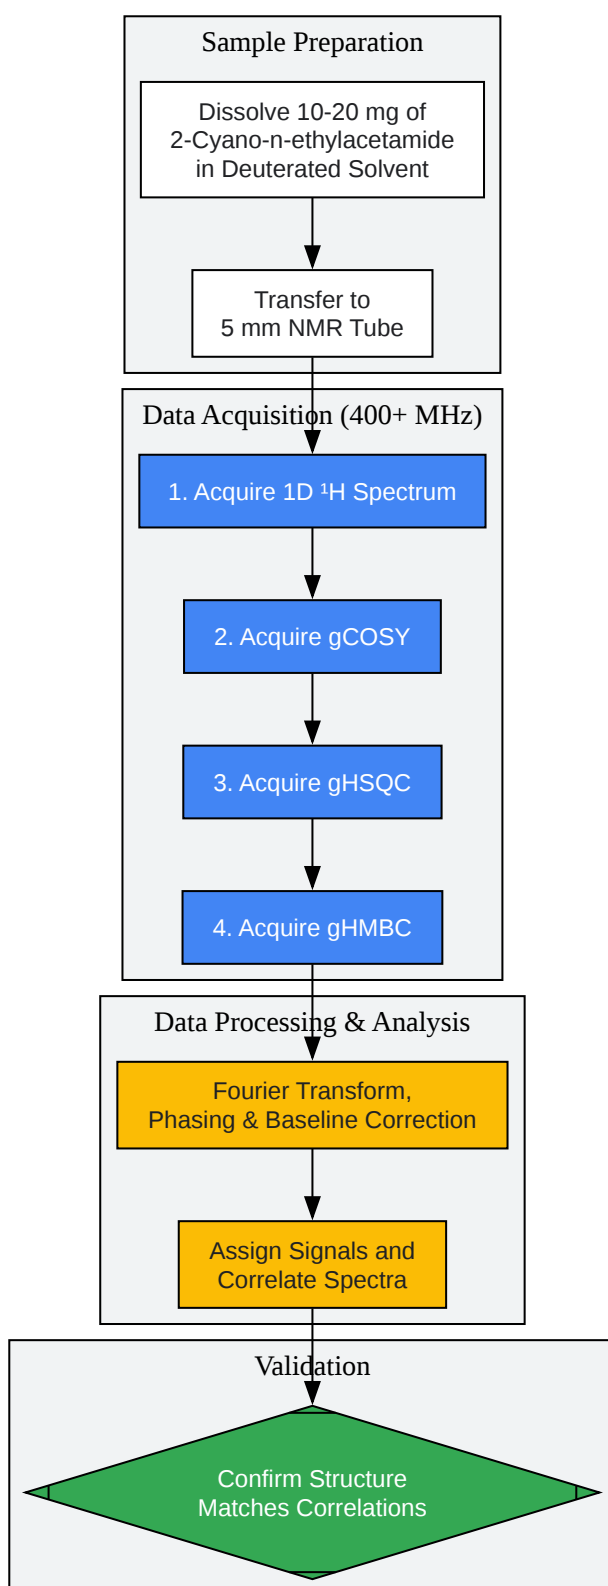 Sample Preparation
Dissolve 10-20 mg of
2-Cyano-n-ethylacetamide
in Deuterated Solvent
Transfer to
5 mm NMR Tube
Data Acquisition (400+ MHz)
1. Acquire 1D ¹H Spectrum
2. Acquire gCOSY
3. Acquire gHSQC
4. Acquire gHMBC
Data Processing & Analysis
Fourier Transform,
Phasing & Baseline Correction
Assign Signals and
Correlate Spectra
Validation
Confirm Structure
Matches Correlations